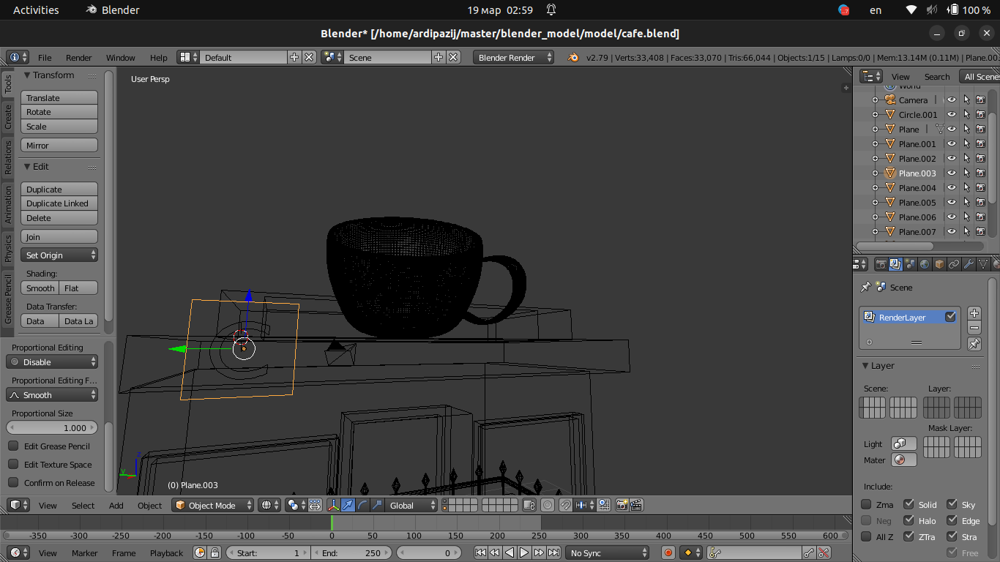 Activities Blender 19 мар 02:59 en 100 %
Blender* [/home/ardipazij/master/blender_model/model/cafe.blend]
File Render Window Help Default Scene Blender Render v2.79 | Verts:33,408 | Faces:33,070 | Tris:66,044 | Objects:1/15 | Lamps:0/0 | Mem:13.14M (0.11M) | Plane.00
Tools
Create
Relations
Animation
Physics
Grease Pencil
Transform
Translate
Rotate
Scale
Mirror
Edit
Duplicate
Duplicate Linked
Delete
Join
Set Origin
Shading:
Smooth Flat
Data Transfer:
Data Data La
Proportional Editing
Disable
Proportional Editing F...
Smooth
Proportional Size
1.000
Edit Grease Pencil
Edit Texture Space
Confirm on Release
User Persp
z
y
(0) Plane.003
View Search All Scenes
World
Camera
Circle.001
Plane
Plane.001
Plane.002
Plane.003
Plane.004
Plane.005
Plane.006
Plane.007
Scene
RenderLayer
Layer
Scene: Layer:
Mask Layer:
Light
Mater
Include:
Zma Solid Sky
Neg Halo Edge
All Z ZTra Stra
Free
View Select Add Object Object Mode Global
-350 -300 -250 -200 -150 -100 -50 0 50 100 150 200 250 300 350 400 450 500 550 600
View Marker Frame Playback Start: 1 End: 250 0 No Sync